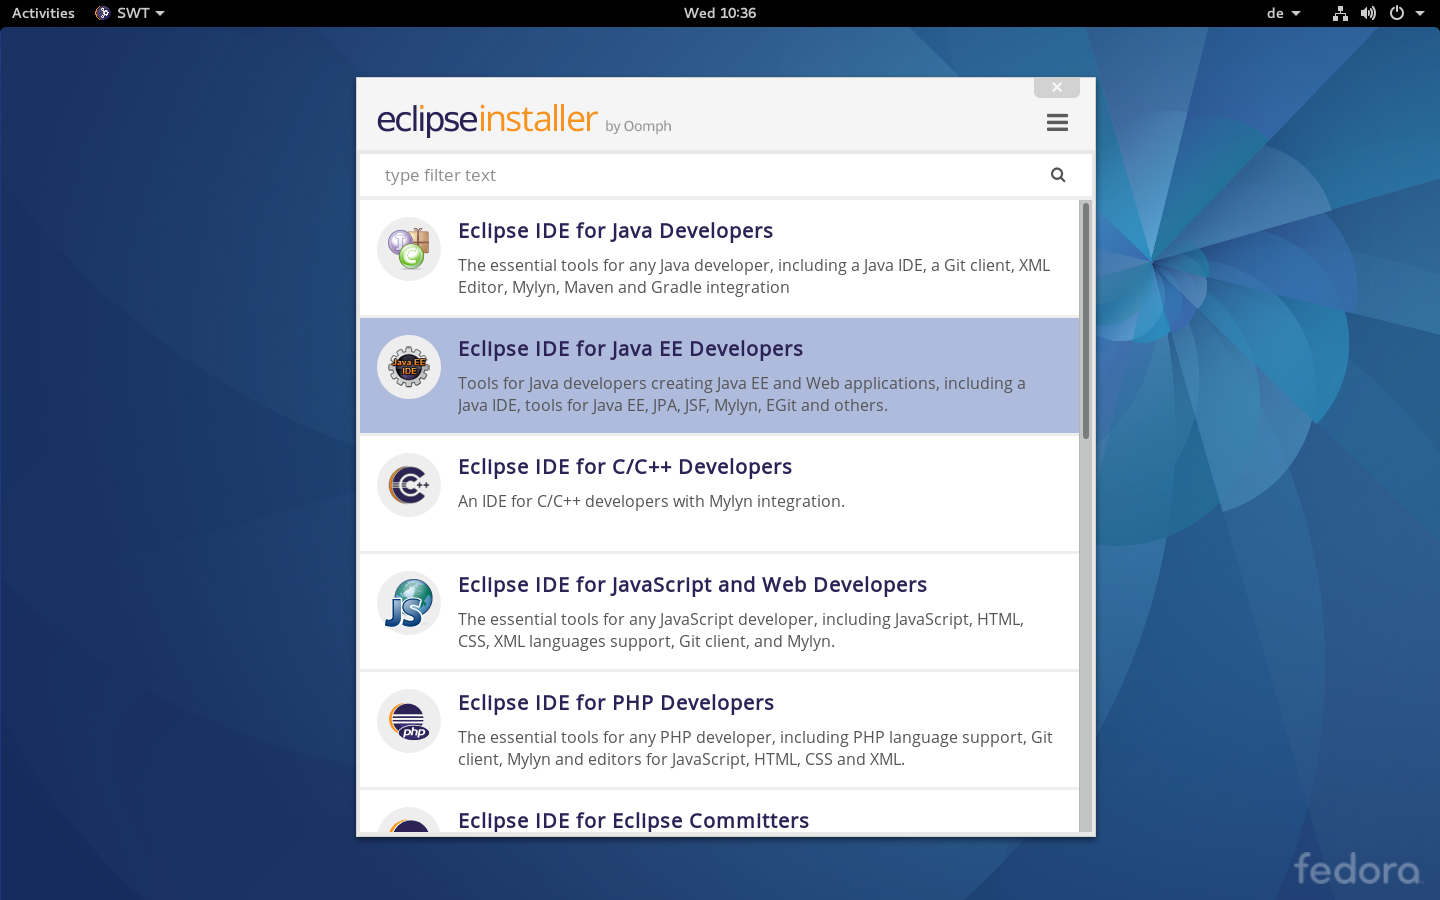 Activities SWT Wed 10:36 de
eclipse installer by Oomph
type filter text
Eclipse IDE for Java Developers
The essential tools for any Java developer, including a Java IDE, a Git client, XML
Editor, Mylyn, Maven and Gradle integration
Java EE
IDE
Eclipse IDE for Java EE Developers
Tools for Java developers creating Java EE and Web applications, including a
Java IDE, tools for Java EE, JPA, JSF, Mylyn, EGit and others.
C++
Eclipse IDE for C/C++ Developers
An IDE for C/C++ developers with Mylyn integration.
JS
Eclipse IDE for JavaScript and Web Developers
The essential tools for any JavaScript developer, including JavaScript, HTML,
CSS, XML languages support, Git client, and Mylyn.
php
Eclipse IDE for PHP Developers
The essential tools for any PHP developer, including PHP language support, Git
client, Mylyn and editors for JavaScript, HTML, CSS and XML.
Eclipse IDE for Eclipse Committers
fedora